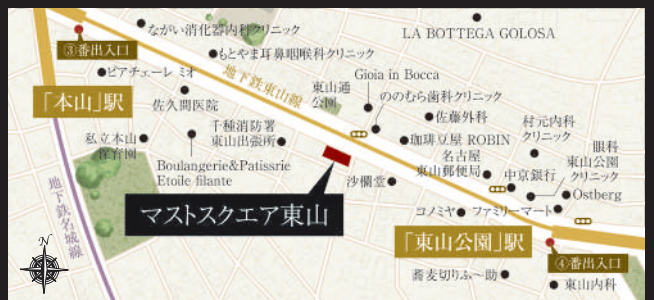 ながい消化器内科クリニック
LA BOTTEGA GOLOSA
③番出入口
もとやま耳鼻咽喉科クリニック
ピアチェーレ ミオ
地下鉄東山線
Gioia in Bocca
「本山」駅
佐久間医院
東山通
公園
ののむら歯科クリニック
佐藤外科
村元内科
クリニック
千種消防署
東山出張所
私立本山
保育園
珈琲豆屋 ROBIN
眼科
東山公園
クリニック
名古屋
東山郵便局
Boulangerie&Patissrie
Etoile filante
沙欄堂
中京銀行
Ostberg
地下鉄名城線
マストスクエア東山
コノミヤ
ファミリーマート
「東山公園」駅
④番出入口
蕎麦切りふ〜助
東山内科
N